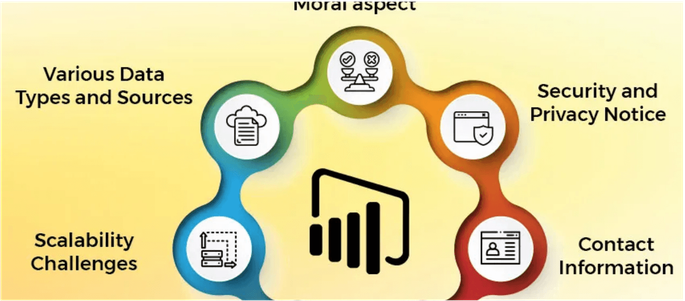 Moral aspect
Various Data
Types and Sources
Security and
Privacy Notice
Scalability
Challenges
Contact
Information